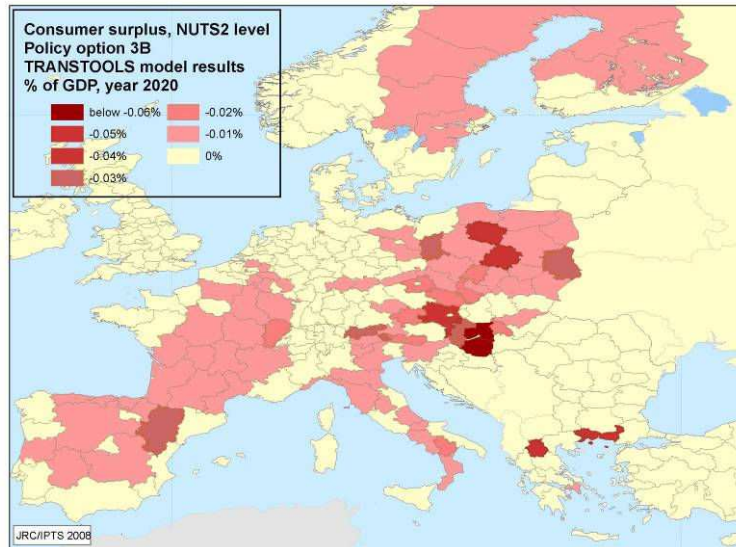 Consumer surplus, NUTS2 level
Policy option 3B
TRANSTOOLS model results
% of GDP, year 2020
below -0.06%
-0.02%
-0.05%
-0.01%
-0.04%
0%
-0.03%
JRC/IPTS 2008